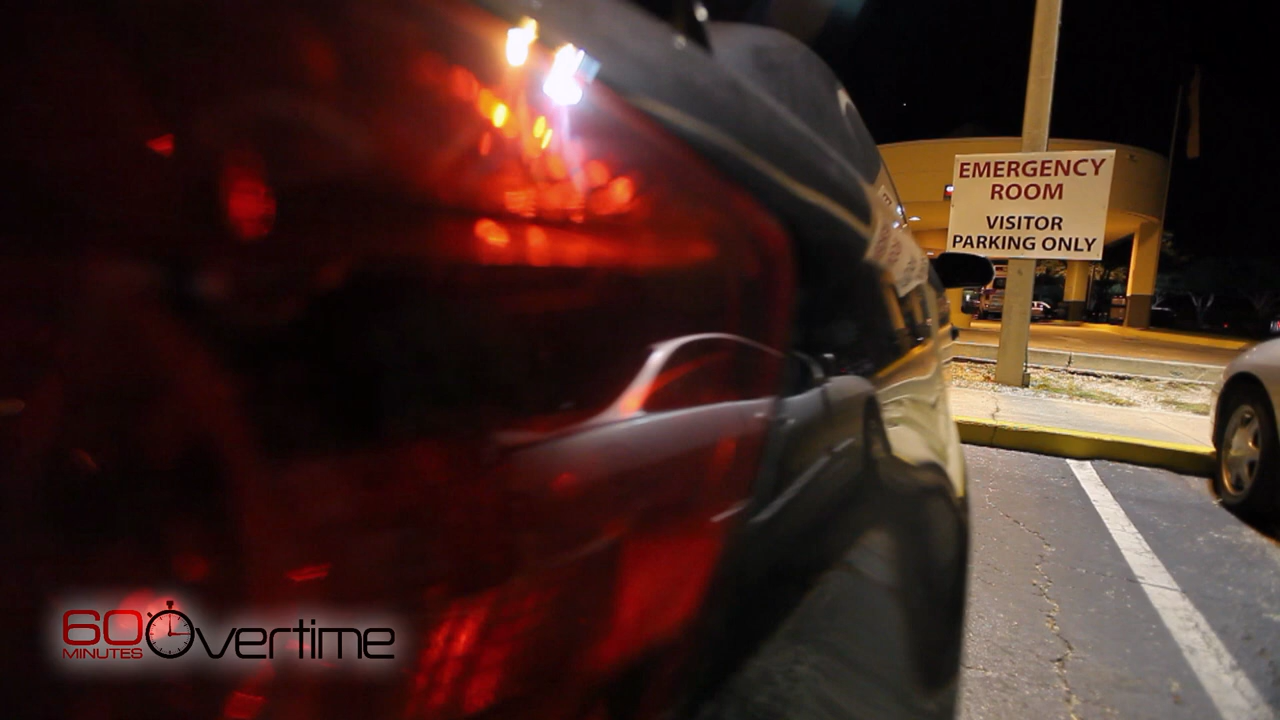 EMERGENCY
ROOM
VISITOR
PARKING ONLY
60 Overtime
MINUTES